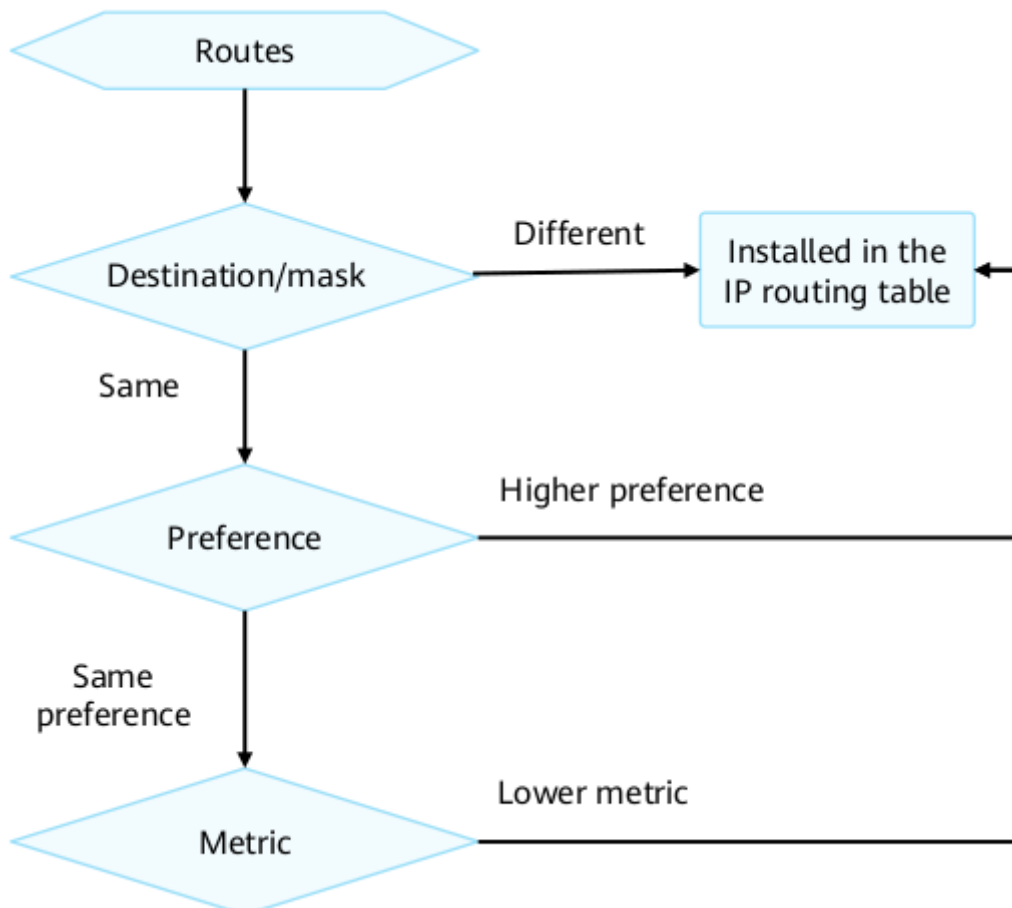 Routes
Destination/mask
Different
Installed in the
IP routing table
Same
Preference
Higher preference
Same
preference
Metric
Lower metric